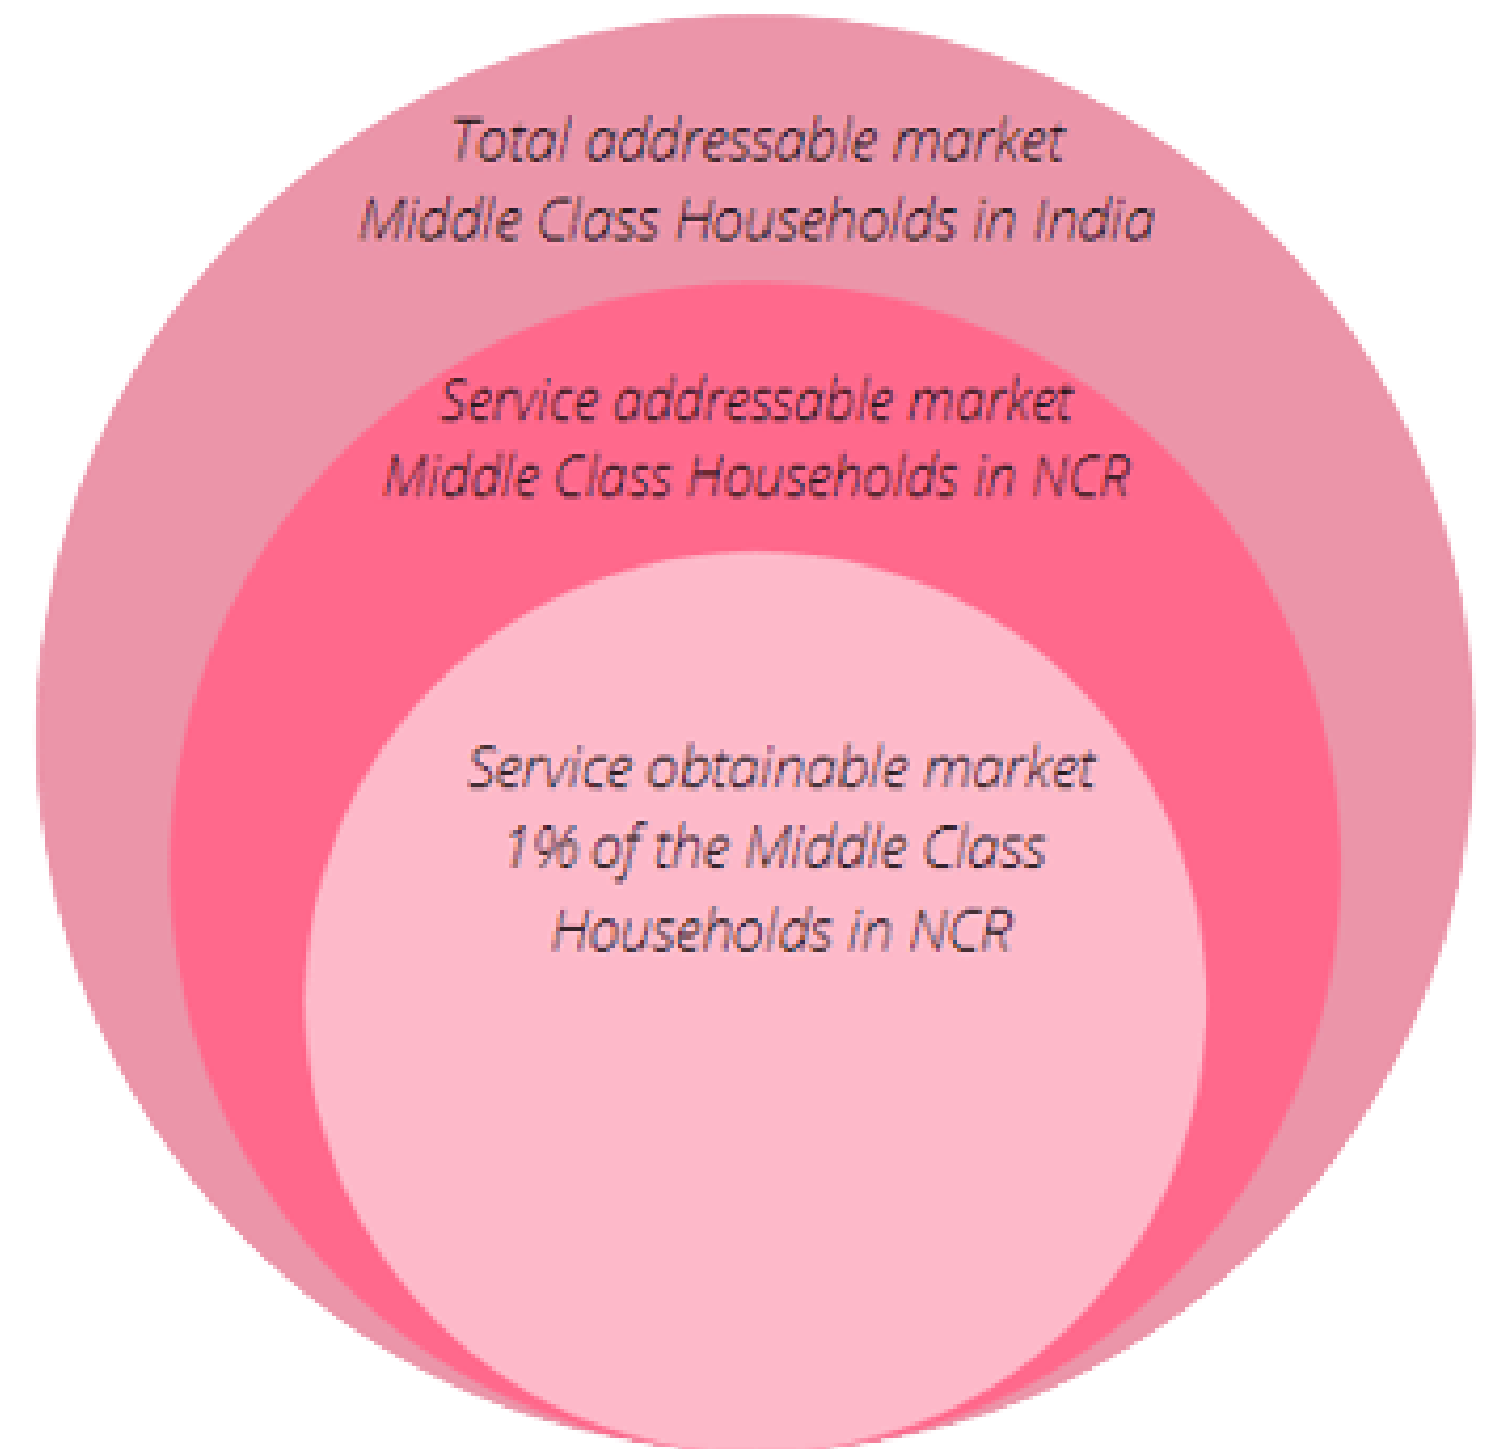 Total addressable market
Middle Class Households in India
Service addressable market
Middle Class Households in NCR
Service obtainable market
1% of the Middle Class
Households in NCR